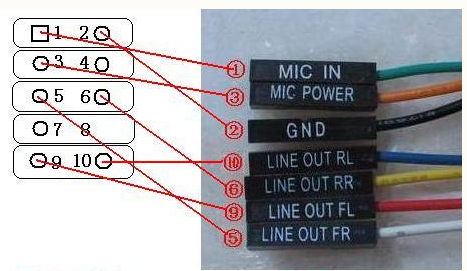 1 2
3 4
5 6
7 8
9 10
① MIC IN
③ MIC POWER
② GND
⑩ LINE OUT RL
⑥ LINE OUT RR
⑨ LINE OUT FL
⑤ LINE OUT FR